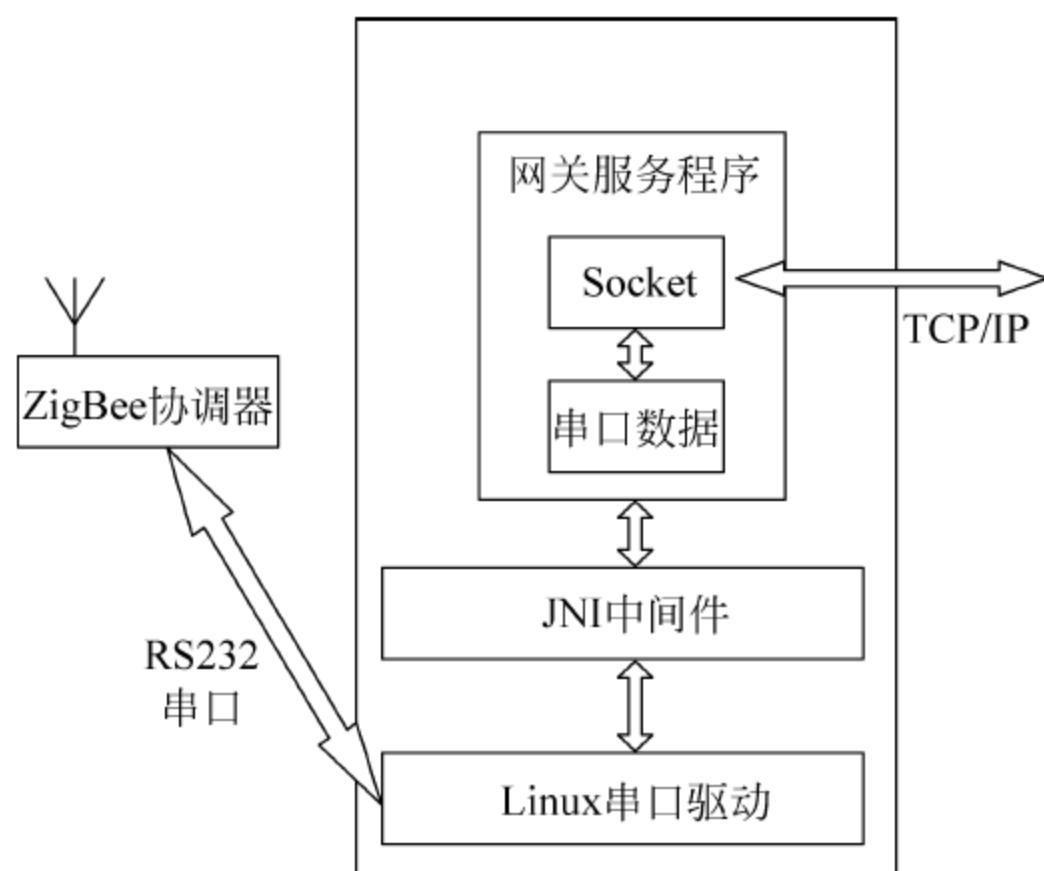 网关服务程序
Socket
TCP/IP
ZigBee协调器
串口数据
JNI中间件
RS232
串口
Linux串口驱动